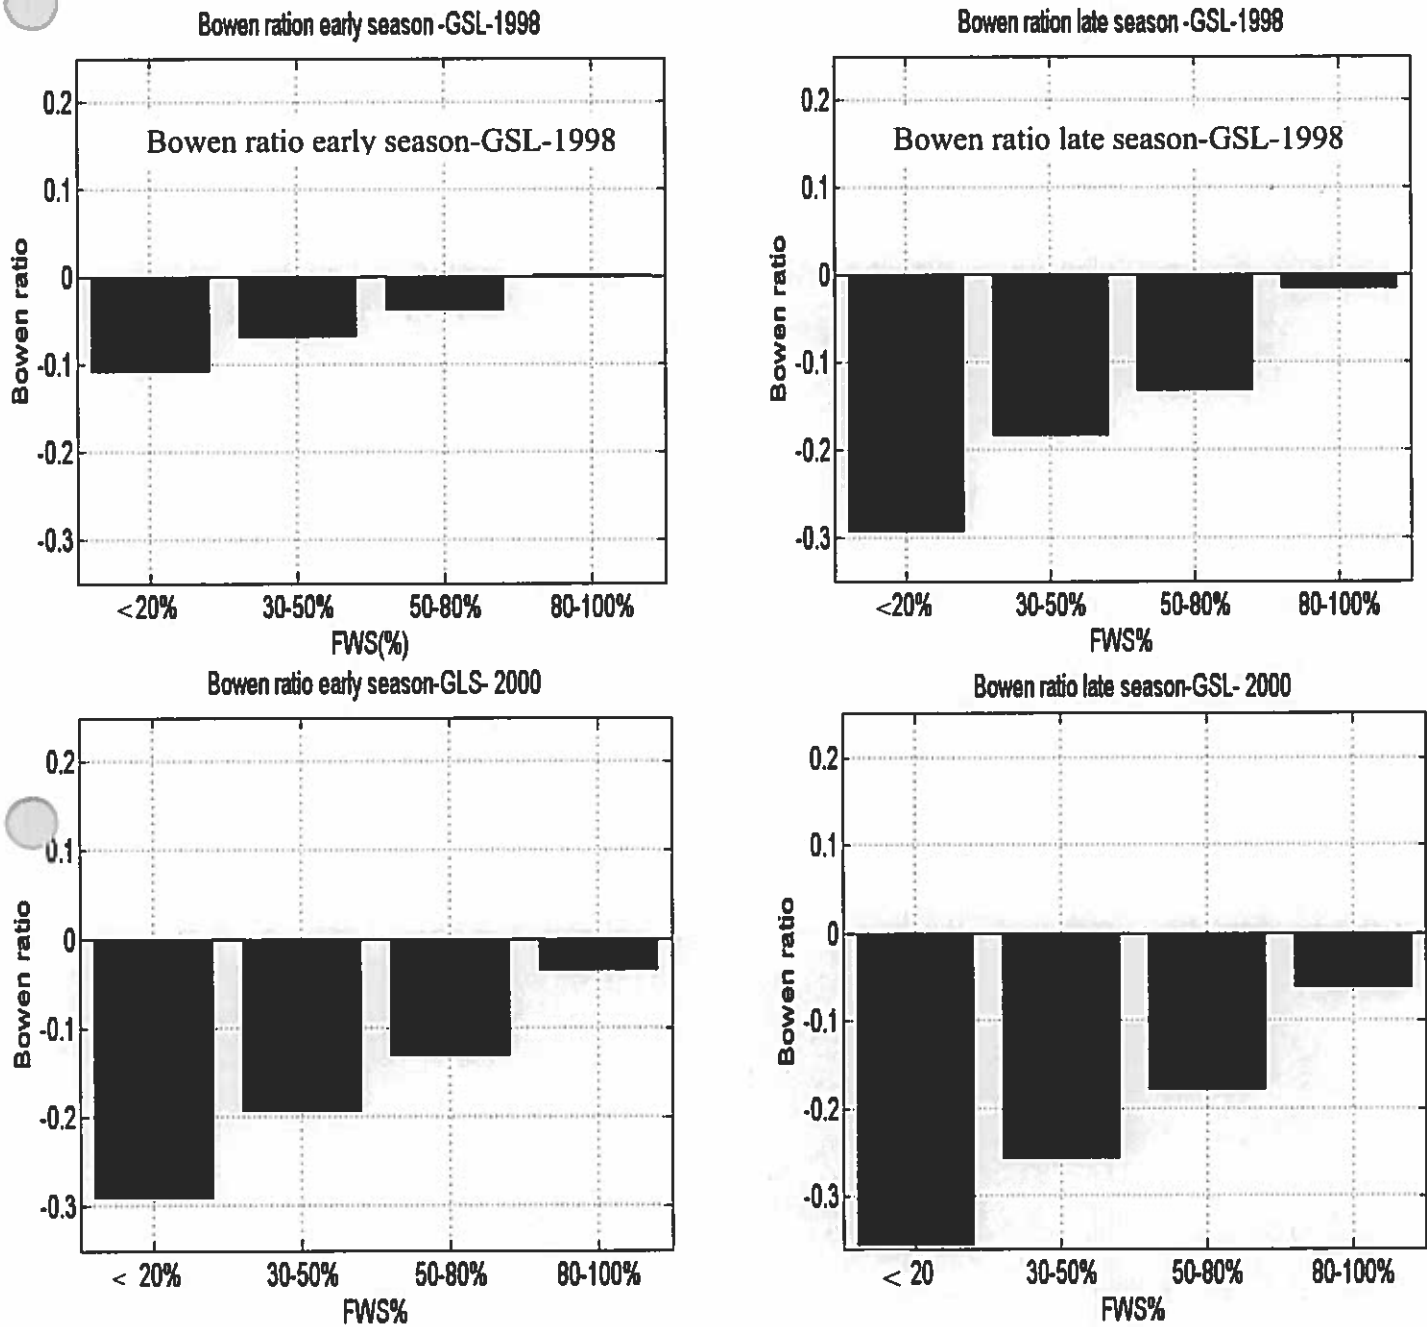 Bowen ration early season -GSL-1998
0.2
Bowen ratio early season-GSL-1998
0.1
0
-0.1
-0.2
-0.3
Bowen ratio
<20% 30-50% 50-80% 80-100%
FWS(%)
Bowen ration late season -GSL-1998
0.2
Bowen ratio late season-GSL-1998
0.1
0
-0.1
-0.2
-0.3
Bowen ratio
<20% 30-50% 50-80% 80-100%
FWS%
Bowen ratio early season-GLS- 2000
0.2
0.1
0
-0.1
-0.2
-0.3
Bowen ratio
< 20% 30-50% 50-80% 80-100%
FWS%
Bowen ratio late season-GSL- 2000
0.2
0.1
0
-0.1
-0.2
-0.3
Bowen ratio
< 20 30-50% 50-80% 80-100%
FWS%